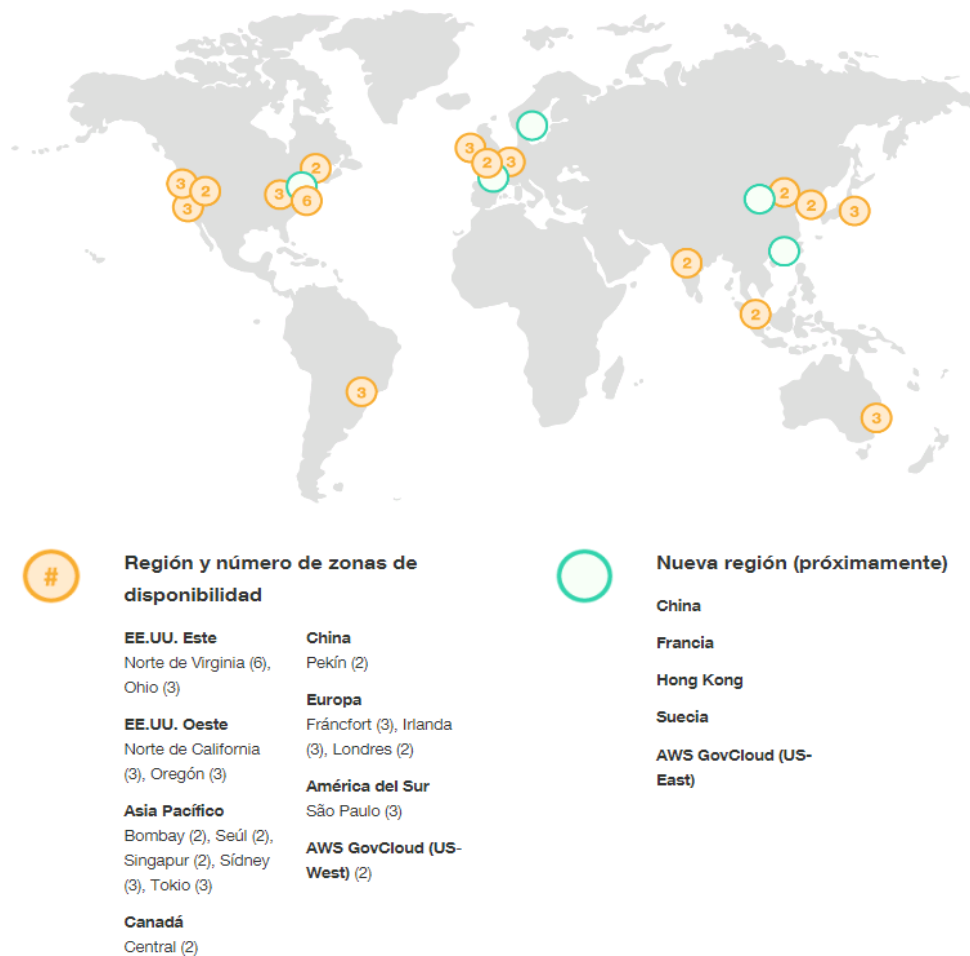 3
2
3
2
3
3
2
3
6
3
2
3
2
2
3
2
2
3
3
#
Región y número de zonas de
disponibilidad
EE.UU. Este
Norte de Virginia (6),
Ohio (3)
EE.UU. Oeste
Norte de California
(3), Oregón (3)
Asia Pacífico
Bombay (2), Seúl (2),
Singapur (2), Sídney
(3), Tokio (3)
Canadá
Central (2)
China
Pekín (2)
Europa
Fráncfort (3), Irlanda
(3), Londres (2)
América del Sur
São Paulo (3)
AWS GovCloud (US-
West) (2)
Nueva región (próximamente)
China
Francia
Hong Kong
Suecia
AWS GovCloud (US-
East)